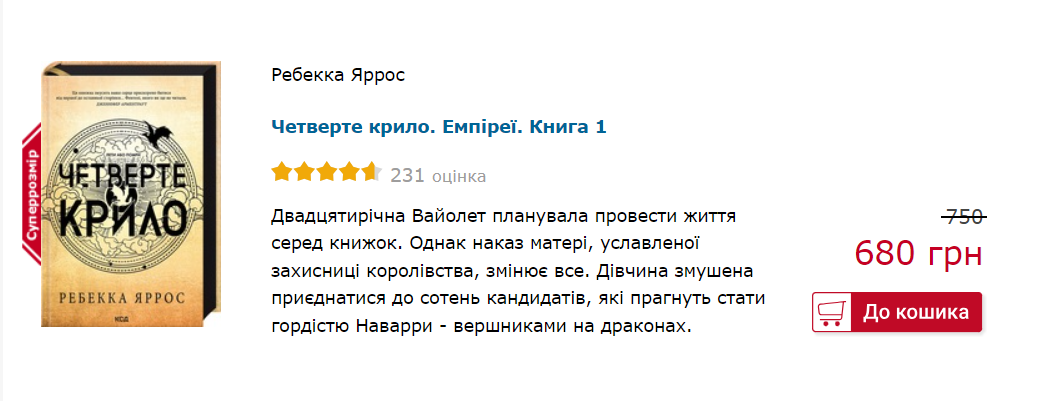 Ребекка Яррос
Четверте крило. Емпіреї. Книга 1
231 оцінка
Двадцятирічна Вайолет планувала провести життя
серед книжок. Однак наказ матері, уславленої
захисниці королівства, змінює все. Дівчина змушена
приєднатися до сотень кандидатів, які прагнуть стати
гордістю Наварри - вершниками на драконах.
750
680 грн
До кошика
Суперрозмір
ЧЕТВЕРТЕ
КРИЛО
РЕБЕККА ЯРРОС
КСД